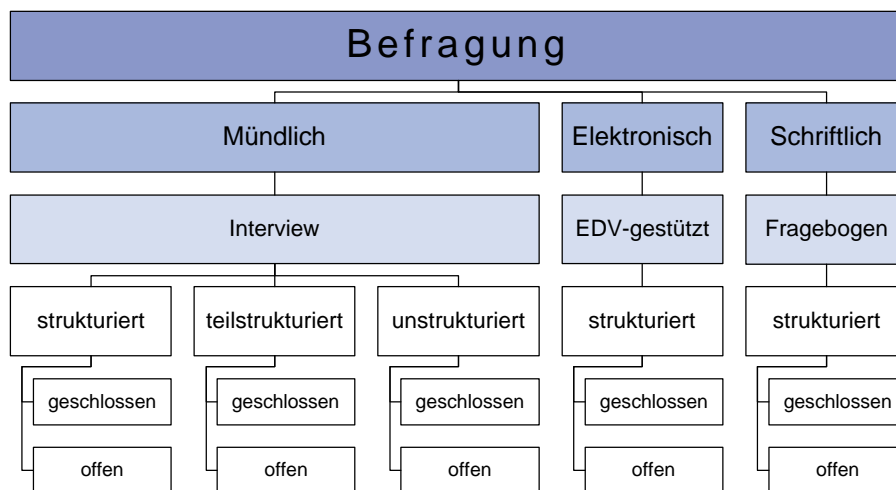 Befragung
Mündlich
Elektronisch
Schriftlich
Interview
EDV-gestützt
Fragebogen
strukturiert
teilstrukturiert
unstrukturiert
strukturiert
strukturiert
geschlossen
geschlossen
geschlossen
geschlossen
geschlossen
offen
offen
offen
offen
offen